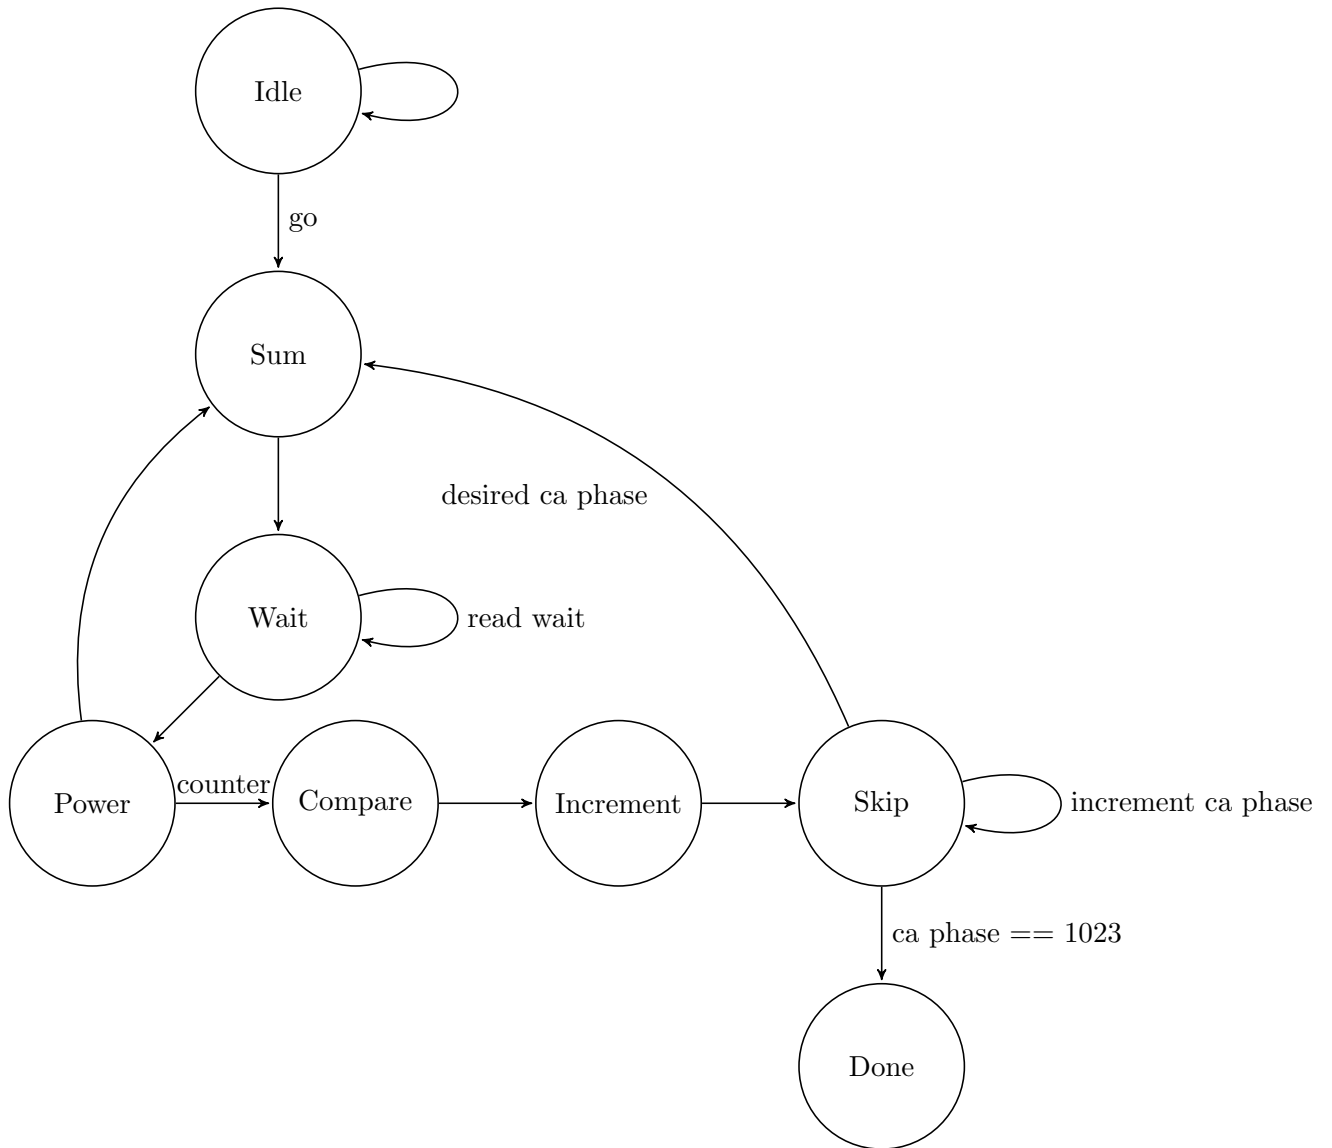 Idle
go
Sum
desired ca phase
Wait
read wait
counter
Power
Compare
Increment
Skip
increment ca phase
ca phase == 1023
Done